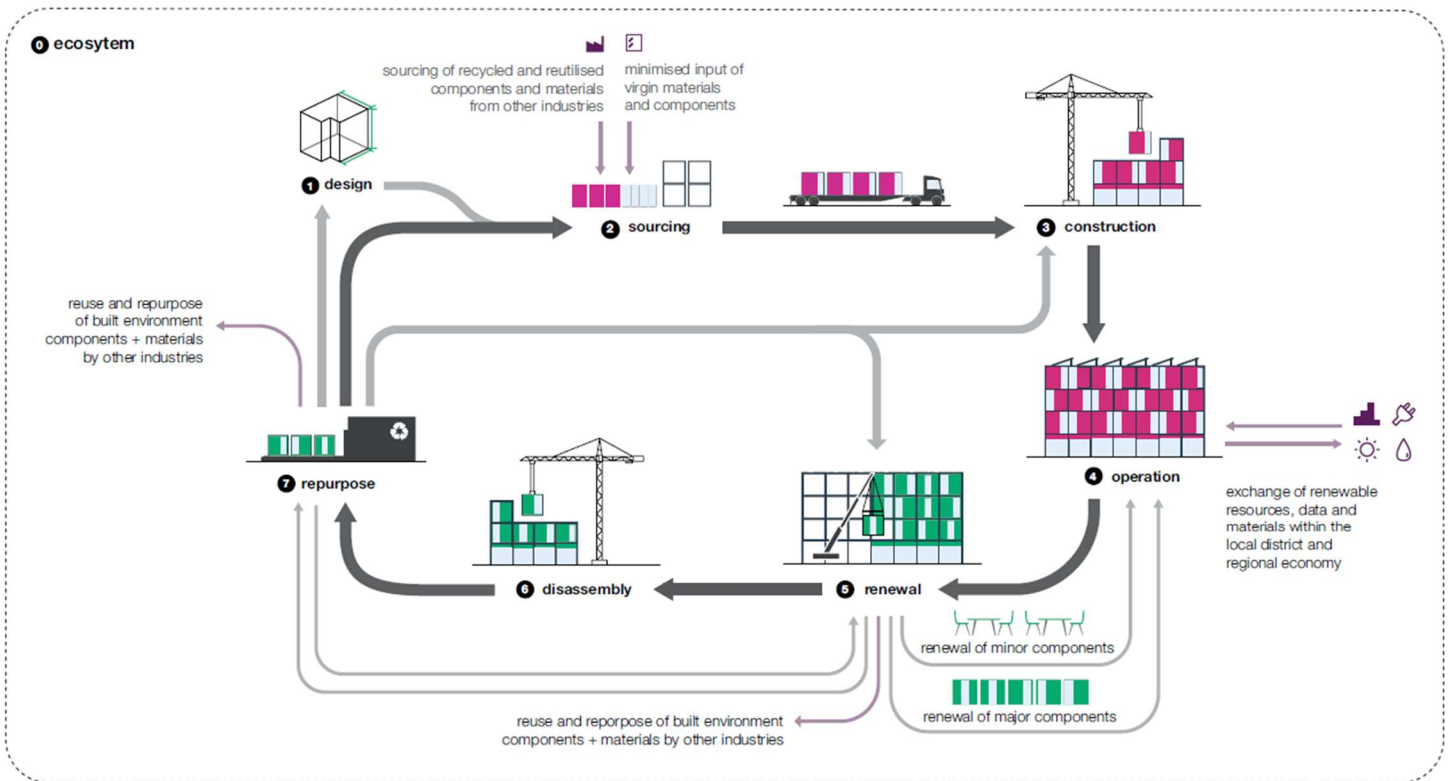 0 ecosytem
sourcing of recycled and reutilised
components and materials
from other industries
minimised input of
virgin materials
and components
1 design
2 sourcing
3 construction
reuse and repurpose
of built environment
components + materials
by other industries
7 repurpose
4 operation
exchange of renewable
resources, data and
materials within the
local district and
regional economy
6 disassembly
5 renewal
renewal of minor components
renewal of major components
reuse and reporpose of built environment
components + materials by other industries